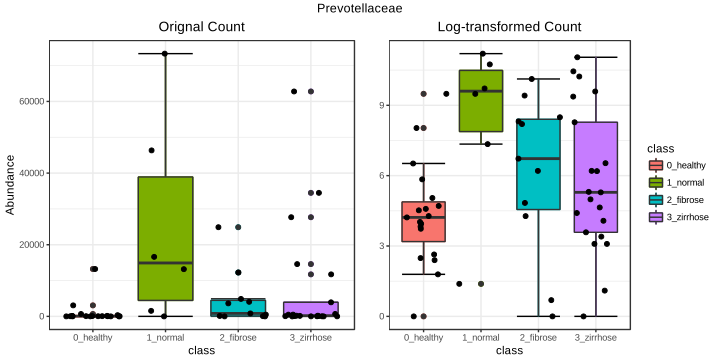 Prevotellaceae
Orignal Count
Log-transformed Count
Abundance
60000
40000
20000
0
0_healthy
1_normal
2_fibrose
3_zirrhose
class
9
6
3
0
0_healthy
1_normal
2_fibrose
3_zirrhose
class
class
0_healthy
1_normal
2_fibrose
3_zirrhose